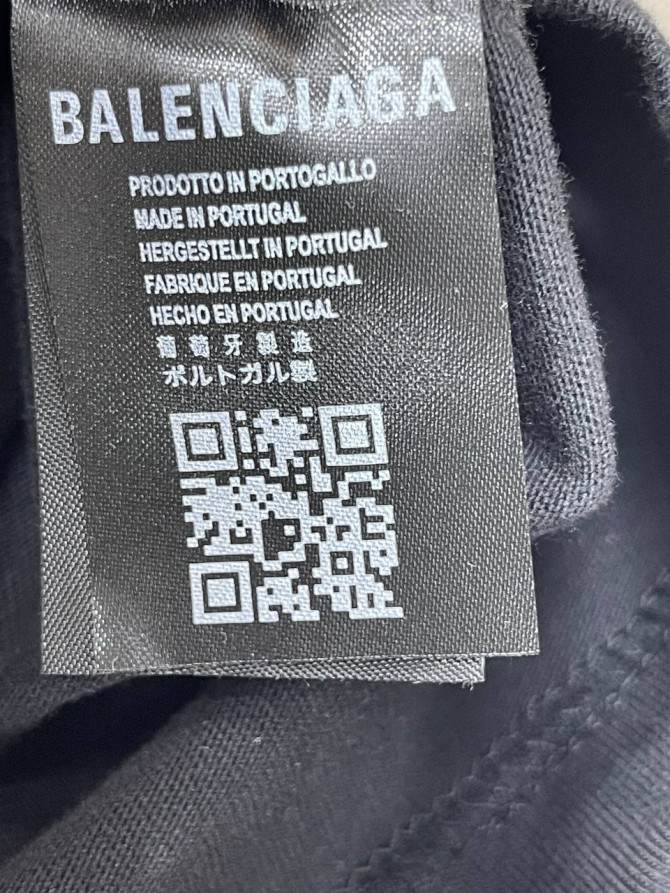 BALENCIAGA
PRODOTTO IN PORTOGALLO
MADE IN PORTUGAL
HERGESTELLT IN PORTUGAL
FABRIQUE EN PORTUGAL
HECHO EN PORTUGAL
葡萄牙製造
ポルトガル製